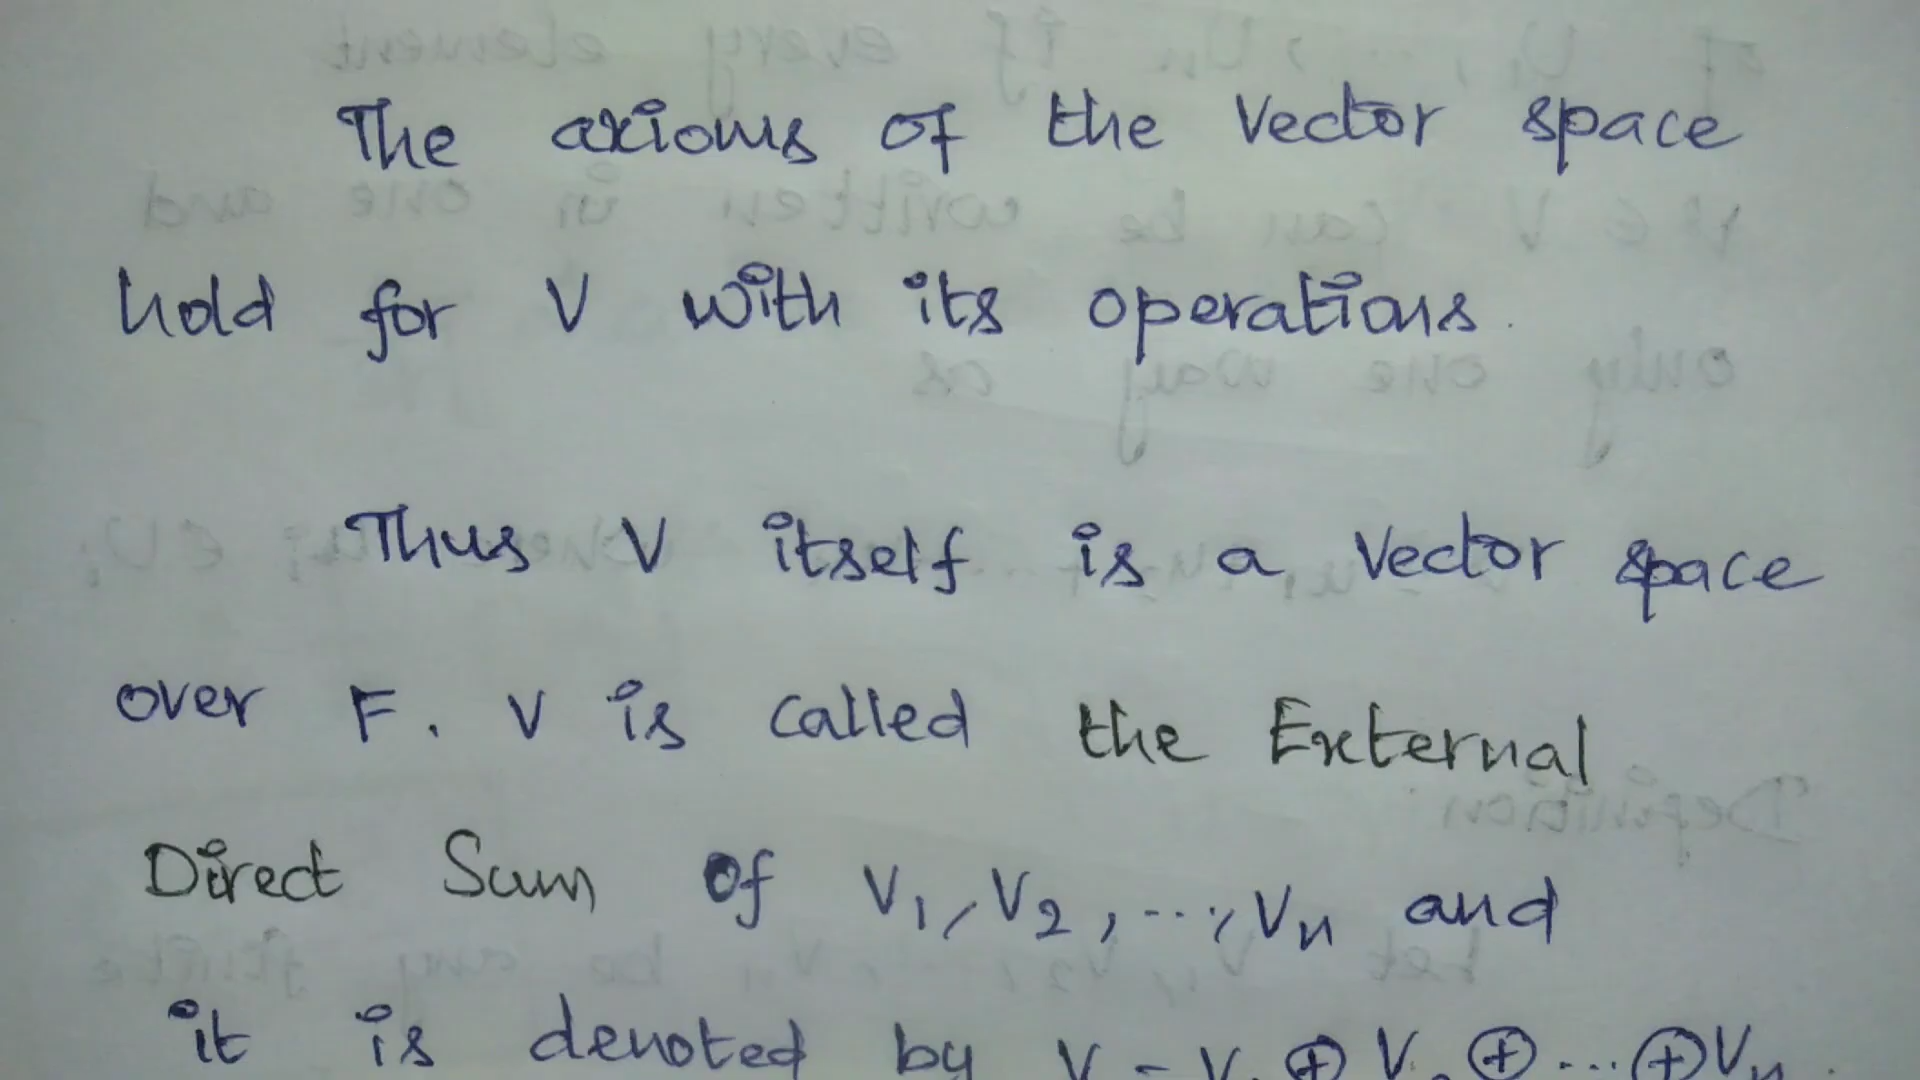 The axioms of the Vector space
hold for V with its operations.
Thus V itself is a Vector space
over F. V is called the External
Direct Sum of V₁, V₂, ..., Vₙ and
it is denoted by V = V₁ ⊕ V₂ ⊕ ... ⊕ Vₙ.